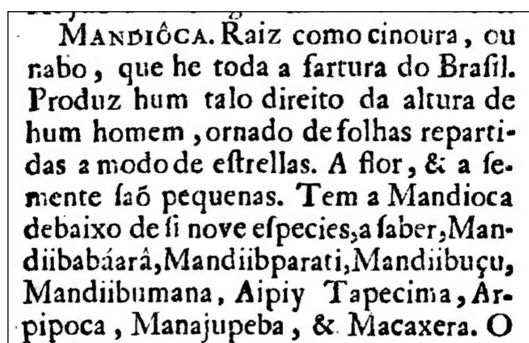 MANDIÔCA. Raiz como cinoura, ou
nabo, que he toda a fartura do Braſil.
Produz hum talo direito da altura de
hum homem, ornado de folhas reparti-
das a modo de eſtrellas. A flor, & a ſe-
mente ſaõ pequenas. Tem a Mandioca
debaixo de ſi nove eſpecies, a ſaber, Man-
diibabáarâ, Mandiibparati, Mandiibuçu,
Mandiibumana, Aipiy Tapecima, Ar-
pipoca, Manajupeba, & Macaxera. O